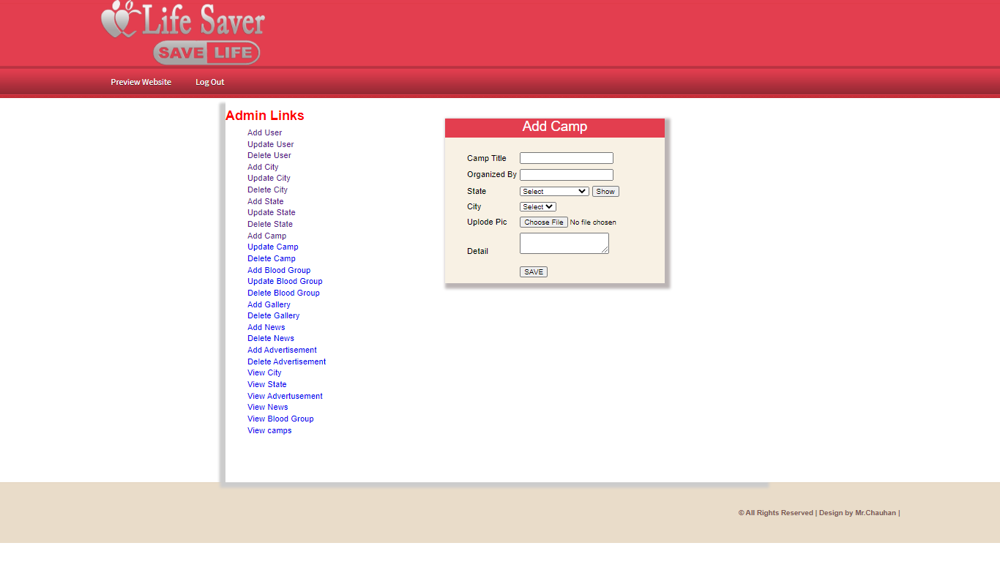 Life Saver
SAVE LIFE
Preview Website Log Out
Admin Links
Add User
Update User
Delete User
Add City
Update City
Delete City
Add State
Update State
Delete State
Add Camp
Update Camp
Delete Camp
Add Blood Group
Update Blood Group
Delete Blood Group
Add Gallery
Delete Gallery
Add News
Delete News
Add Advertisement
Delete Advertisement
View City
View State
View Advertusement
View News
View Blood Group
View camps
Add Camp
Camp Title
Organized By
State Select Show
City Select
Uplode Pic Choose File No file chosen
Detail
SAVE
© All Rights Reserved | Design by Mr.Chauhan |